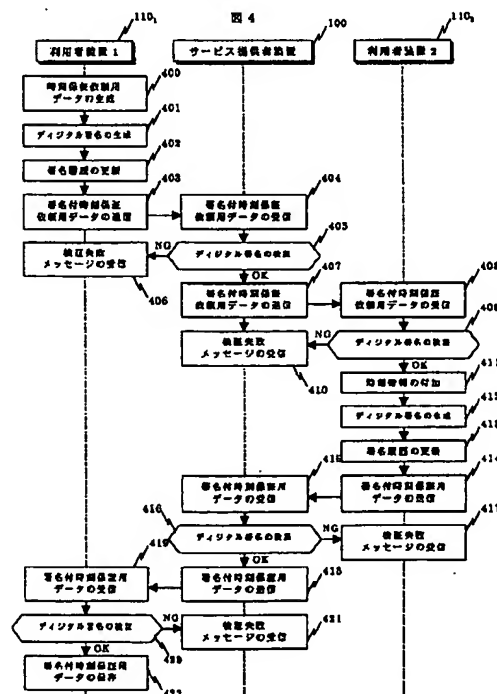 図 4
110₁
利用者装置 1
100
サービス提供者装置
110₂
利用者装置 2
400
時刻保証依頼用
データの生成
401
ディジタル署名の生成
402
署名履歴の更新
403
署名付時刻保証
依頼用データの送信
404
署名付時刻保証
依頼用データの受信
405
ディジタル署名の検証
NG
検証失敗
メッセージの受信
406
OK
407
署名付時刻保証
依頼用データの送信
408
署名付時刻保証
依頼用データの受信
409
ディジタル署名の検証
NG
検証失敗
メッセージの受信
410
OK
411
時刻情報の付加
412
ディジタル署名の生成
413
署名履歴の更新
414
署名付時刻保証用
データの送信
415
署名付時刻保証用
データの受信
416
ディジタル署名の検証
NG
417
検証失敗
メッセージの受信
OK
418
署名付時刻保証用
データの送信
419
署名付時刻保証用
データの受信
ディジタル署名の検証
420
NG
421
検証失敗
メッセージの受信
OK
署名付時刻保証用
データの保存